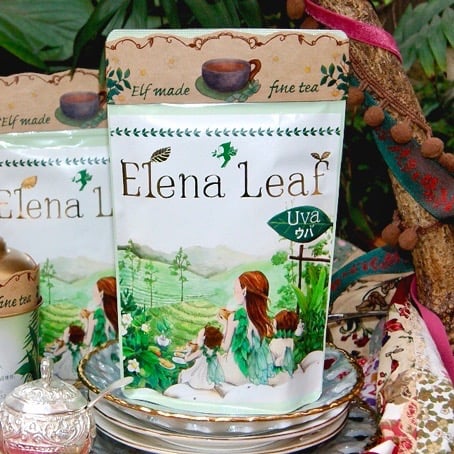 Elf made fine tea
Elena Leaf
Uva
ウバ
Elf made
Elena L
fine tea